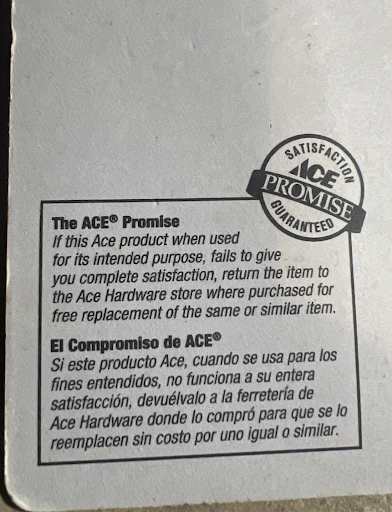 SATISFACTION
ACE
PROMISE
GUARANTEED
The ACE® Promise
If this Ace product when used
for its intended purpose, fails to give
you complete satisfaction, return the item to
the Ace Hardware store where purchased for
free replacement of the same or similar item.
El Compromiso de ACE®
Si este producto Ace, cuando se usa para los
fines entendidos, no funciona a su entera
satisfacción, devuélvalo a la ferretería de
Ace Hardware donde lo compró para que se lo
reemplacen sin costo por uno igual o similar.